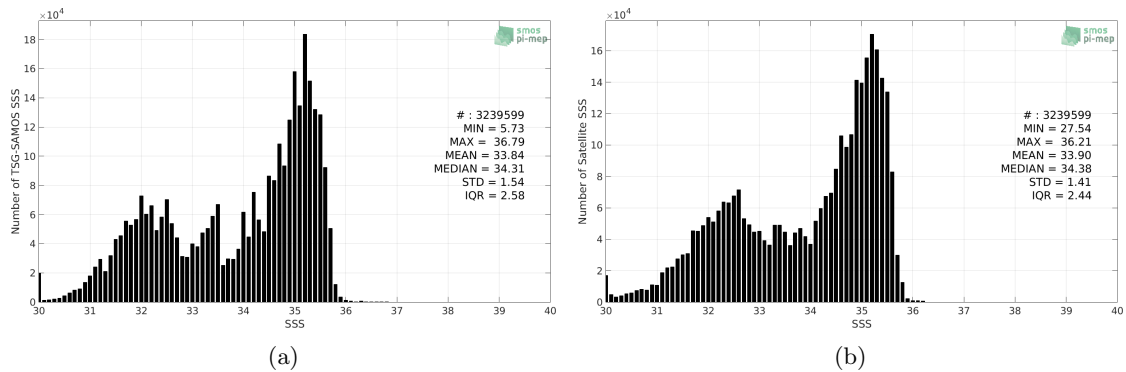 ×10⁴
smos
pi-mep
18
16
14
12
10
8
6
4
2
0
Number of TSG-SAMOS SSS
# : 3239599
MIN = 5.73
MAX = 36.79
MEAN = 33.84
MEDIAN = 34.31
STD = 1.54
IQR = 2.58
30 31 32 33 34 35 36 37 38 39 40
SSS
(a)
×10⁴
smos
pi-mep
16
14
12
10
8
6
4
2
0
Number of Satellite SSS
# : 3239599
MIN = 27.54
MAX = 36.21
MEAN = 33.90
MEDIAN = 34.38
STD = 1.41
IQR = 2.44
30 31 32 33 34 35 36 37 38 39 40
SSS
(b)